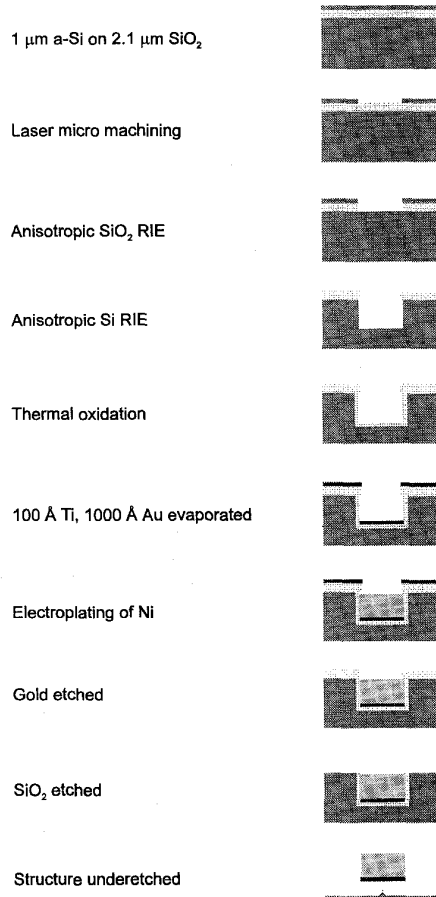 1 µm a-Si on 2.1 µm SiO₂
Laser micro machining
Anisotropic SiO₂ RIE
Anisotropic Si RIE
Thermal oxidation
100 Å Ti, 1000 Å Au evaporated
Electroplating of Ni
Gold etched
SiO₂ etched
Structure underetched